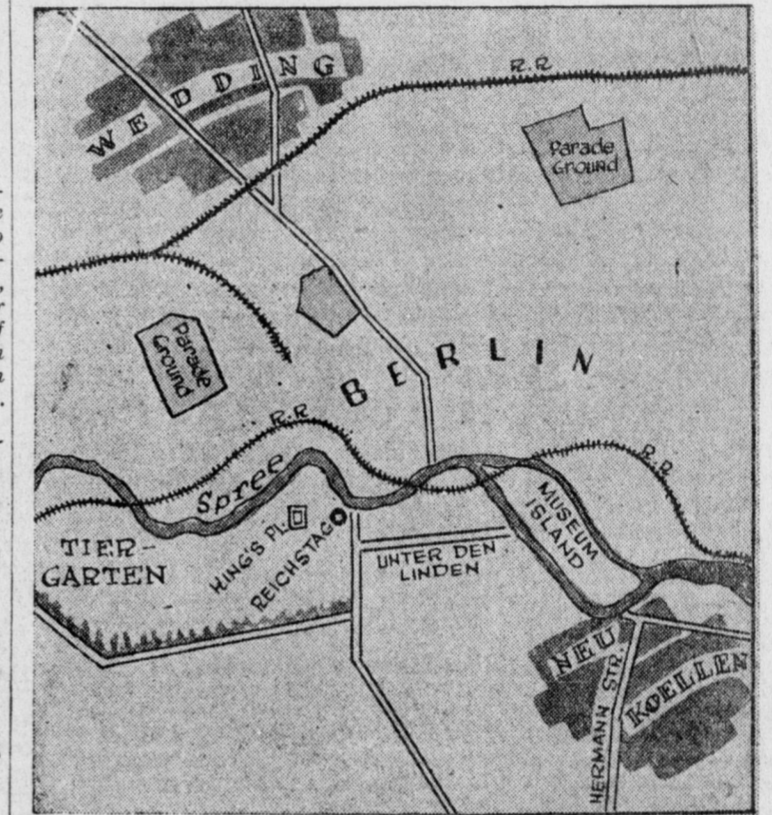 WEDDING
R.R
Parade
Ground
Parade
Ground
BERLIN
R.R
R.R
Spree
MUSEUM
ISLAND
TIER-
GARTEN
KING'S PL.
REICHSTAG
UNTER DEN
LINDEN
NEU
KOELLEN
HERMANN STR.